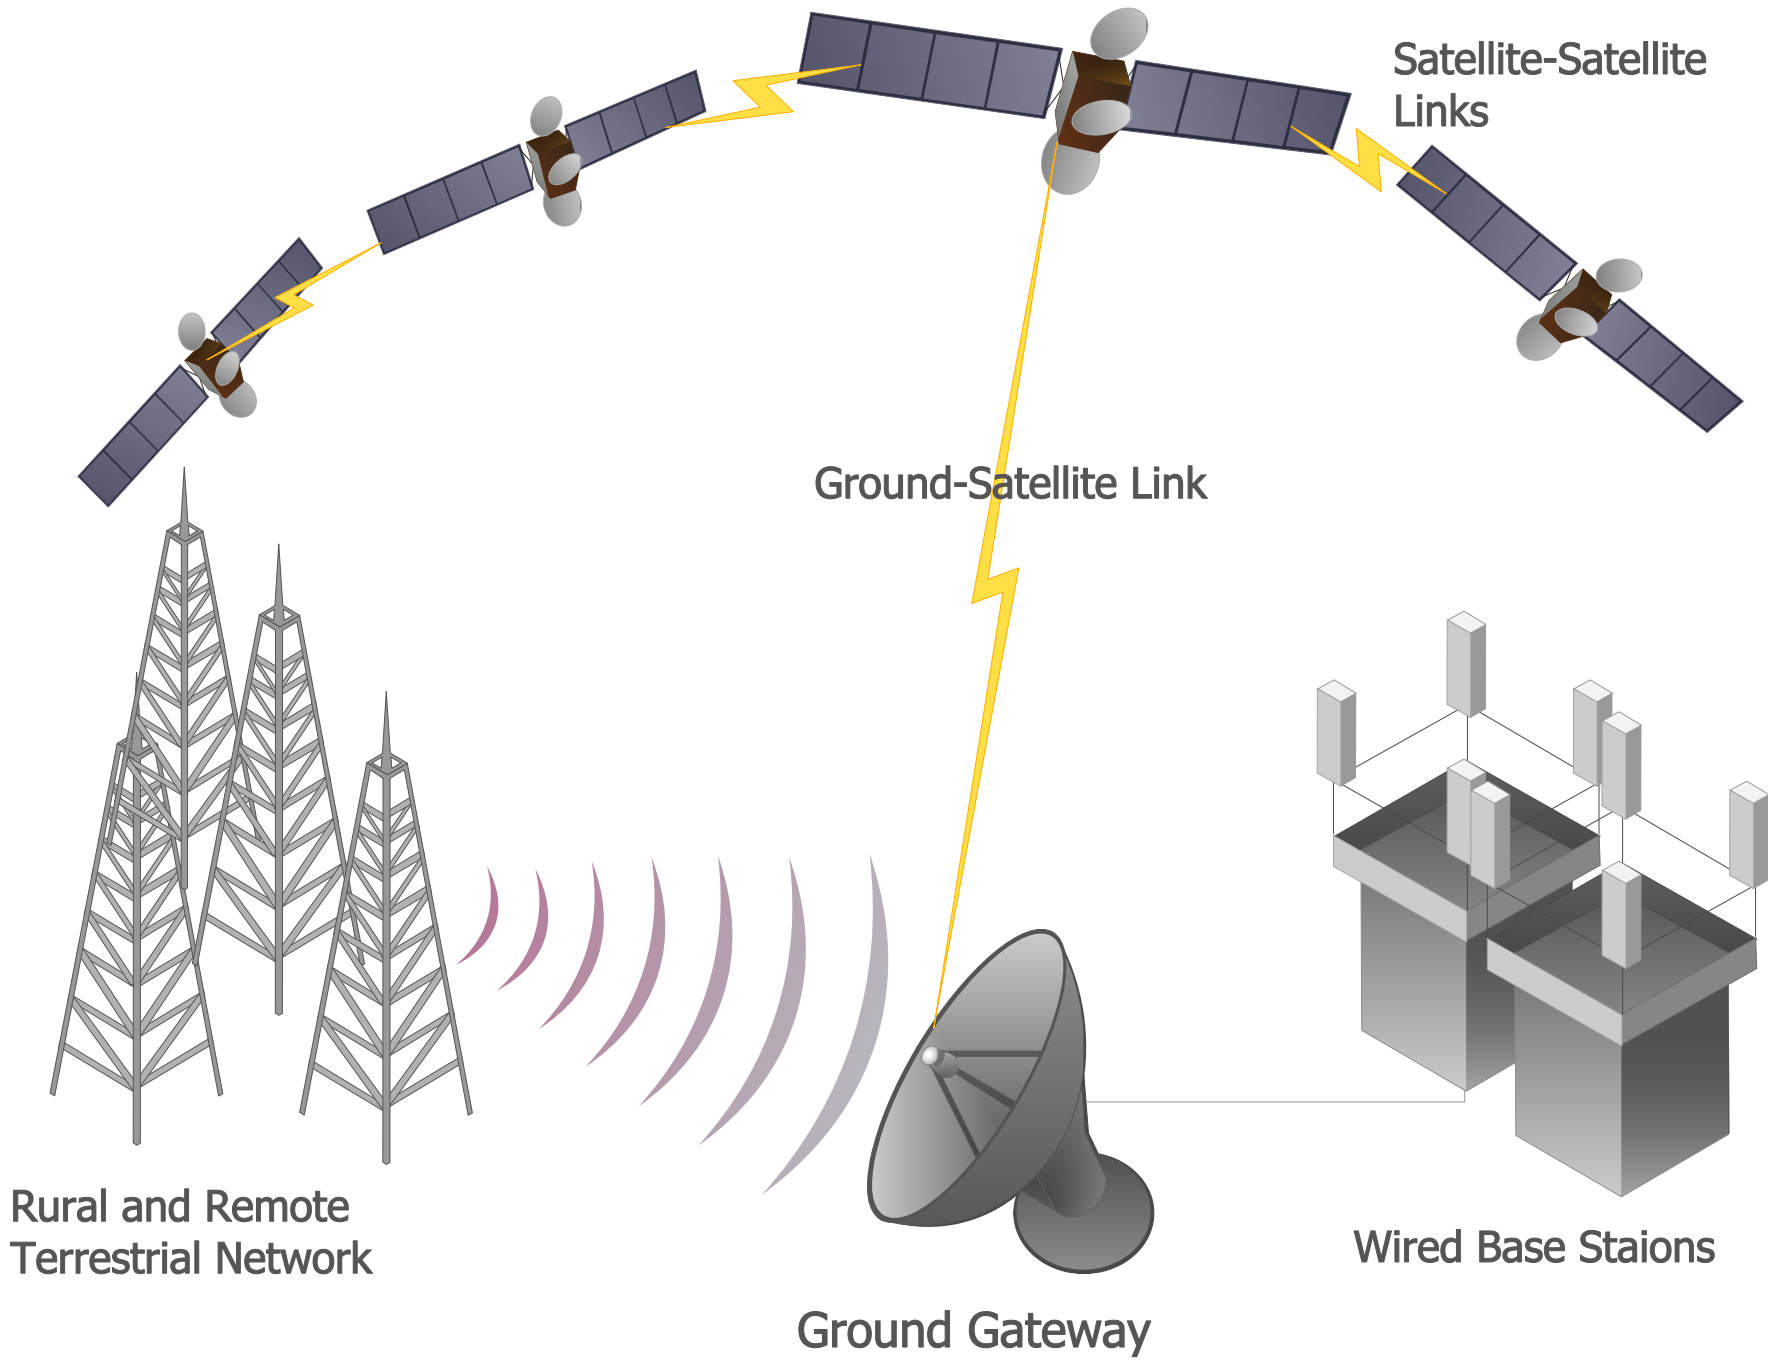 Satellite-Satellite
Links
Ground-Satellite Link
Rural and Remote
Terrestrial Network
Wired Base Staions
Ground Gateway